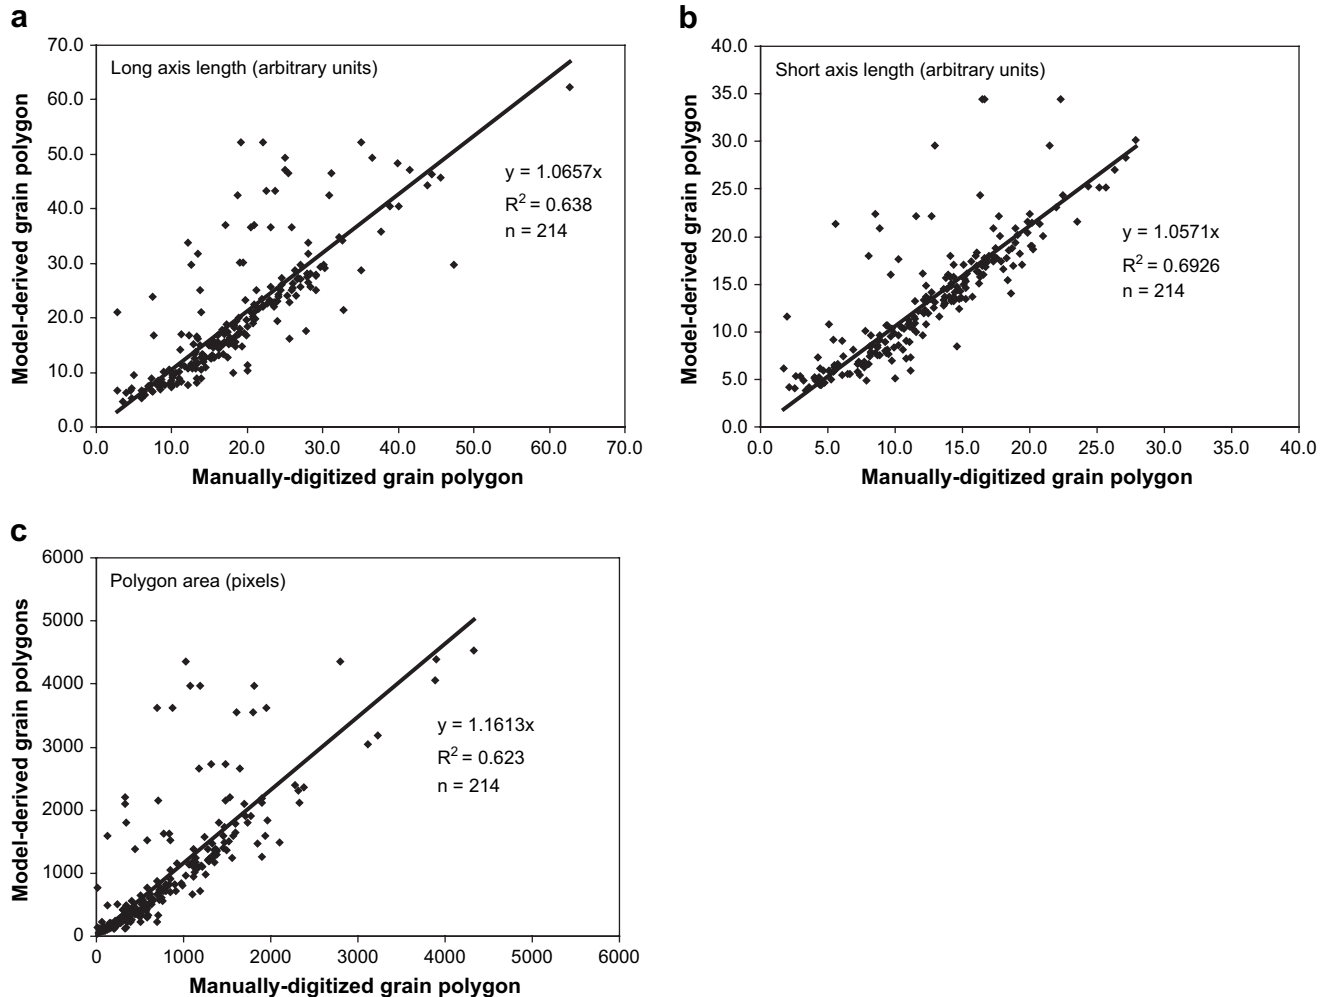 a
Long axis length (arbitrary units)
70.0
60.0
50.0
40.0
30.0
20.0
10.0
0.0
Model-derived grain polygon
y = 1.0657x
R2 = 0.638
n = 214
0.0 10.0 20.0 30.0 40.0 50.0 60.0 70.0
Manually-digitized grain polygon
b
Short axis length (arbitrary units)
40.0
35.0
30.0
25.0
20.0
15.0
10.0
5.0
0.0
Model-derived grain polygon
y = 1.0571x
R2 = 0.6926
n = 214
0.0 5.0 10.0 15.0 20.0 25.0 30.0 35.0 40.0
Manually-digitized grain polygon
c
Polygon area (pixels)
6000
5000
4000
3000
2000
1000
0
Model-derived grain polygons
y = 1.1613x
R2 = 0.623
n = 214
0 1000 2000 3000 4000 5000 6000
Manually-digitized grain polygon